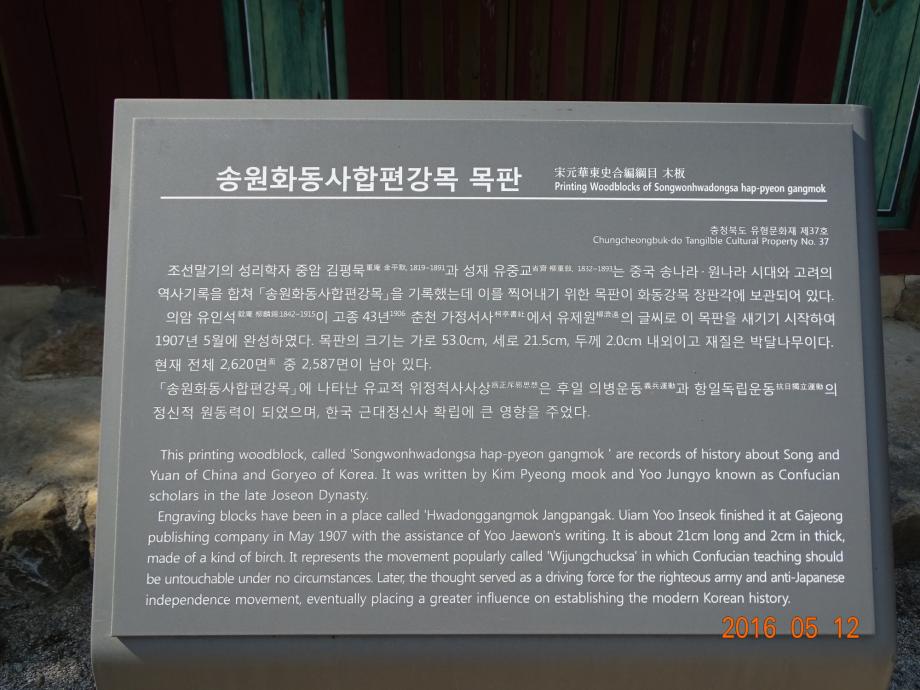 송원화동사합편강목 목판
宋元華東史合編綱目 木板
Printing Woodblocks of Songwonhwadongsa hap-pyeon gangmok
충청북도 유형문화재 제37호
Chungcheongbuk-do Tangilble Cultural Property No. 37
조선말기의 성리학자 중암 김평묵重庵 金平默, 1819~1891과 성재 유중교省齋 柳重敎, 1832~1893는 중국 송나라·원나라 시대와 고려의
역사기록을 합쳐 「송원화동사합편강목」을 기록했는데 이를 찍어내기 위한 목판이 화동강목 장판각에 보관되어 있다.
의암 유인석毅庵 柳麟錫,1842~1915이 고종 43년1906 춘천 가정서사柯亭書社에서 유제원柳濟遠의 글씨로 이 목판을 새기기 시작하여
1907년 5월에 완성하였다. 목판의 크기는 가로 53.0cm, 세로 21.5cm, 두께 2.0cm 내외이고 재질은 박달나무이다.
현재 전체 2,620면面 중 2,587면이 남아 있다.
「송원화동사합편강목」에 나타난 유교적 위정척사사상爲正斥邪思想은 후일 의병운동義兵運動과 항일독립운동抗日獨立運動의
정신적 원동력이 되었으며, 한국 근대정신사 확립에 큰 영향을 주었다.
This printing woodblock, called 'Songwonhwadongsa hap-pyeon gangmok ' are records of history about Song and
Yuan of China and Goryeo of Korea. It was written by Kim Pyeong mook and Yoo Jungyo known as Confucian
scholars in the late Joseon Dynasty.
Engraving blocks have been in a place called 'Hwadonggangmok Jangpangak. Uiam Yoo Inseok finished it at Gajeong
publishing company in May 1907 with the assistance of Yoo Jaewon's writing. It is about 21cm long and 2cm in thick,
made of a kind of birch. It represents the movement popularly called 'Wijungchucksa' in which Confucian teaching should
be untouchable under no circumstances. Later, the thought served as a driving force for the righteous army and anti-Japanese
independence movement, eventually placing a greater influence on establishing the modern Korean history.
2016 05 12